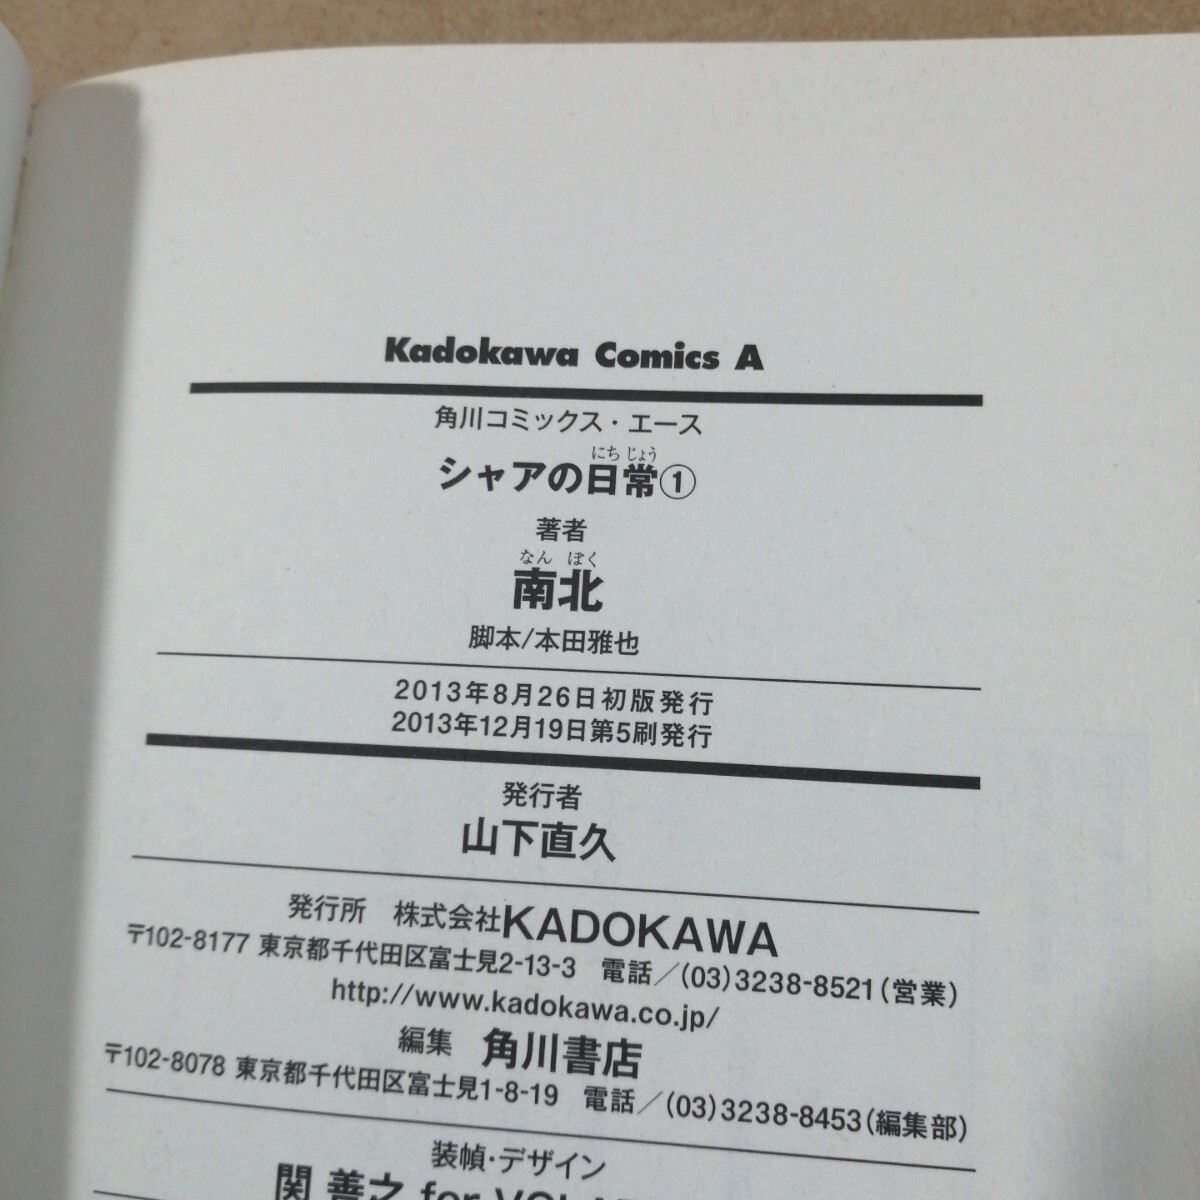 Kadokawa Comics A
角川コミックス・エース
にち じょう
シャアの日常①
著者
なん ぼく
南北
脚本/本田雅也
2013年8月26日初版発行
2013年12月19日第5刷発行
発行者
山下直久
発行所 株式会社KADOKAWA
〒102-8177 東京都千代田区富士見2-13-3 電話/(03)3238-8521(営業)
http://www.kadokawa.co.jp/
編集 角川書店
〒102-8078 東京都千代田区富士見1-8-19 電話/(03)3238-8453(編集部)
装幀・デザイン
関 善之 for